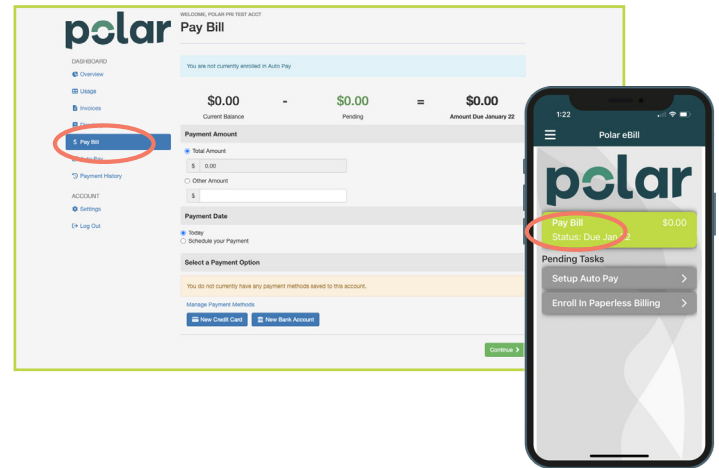 polar
WELCOME, POLAR PRI TEST ACCT
Pay Bill
DASHBOARD
Overview
Usage
Invoices
Pay Bill
Auto Pay
Payment History
ACCOUNT
Settings
Log Out
You are not currently enrolled in Auto Pay
$0.00 - $0.00 = $0.00
Current Balance Pending Amount Due January 22
Payment Amount
Total Amount
$ 0.00
Other Amount
$
Payment Date
Today
Schedule your Payment
Select a Payment Option
You do not currently have any payment methods saved to this account.
Manage Payment Methods
New Credit Card New Bank Account
Continue
1:22
Polar eBill
polar
Pay Bill $0.00
Status: Due Jan 22
Pending Tasks
Setup Auto Pay
Enroll In Paperless Billing